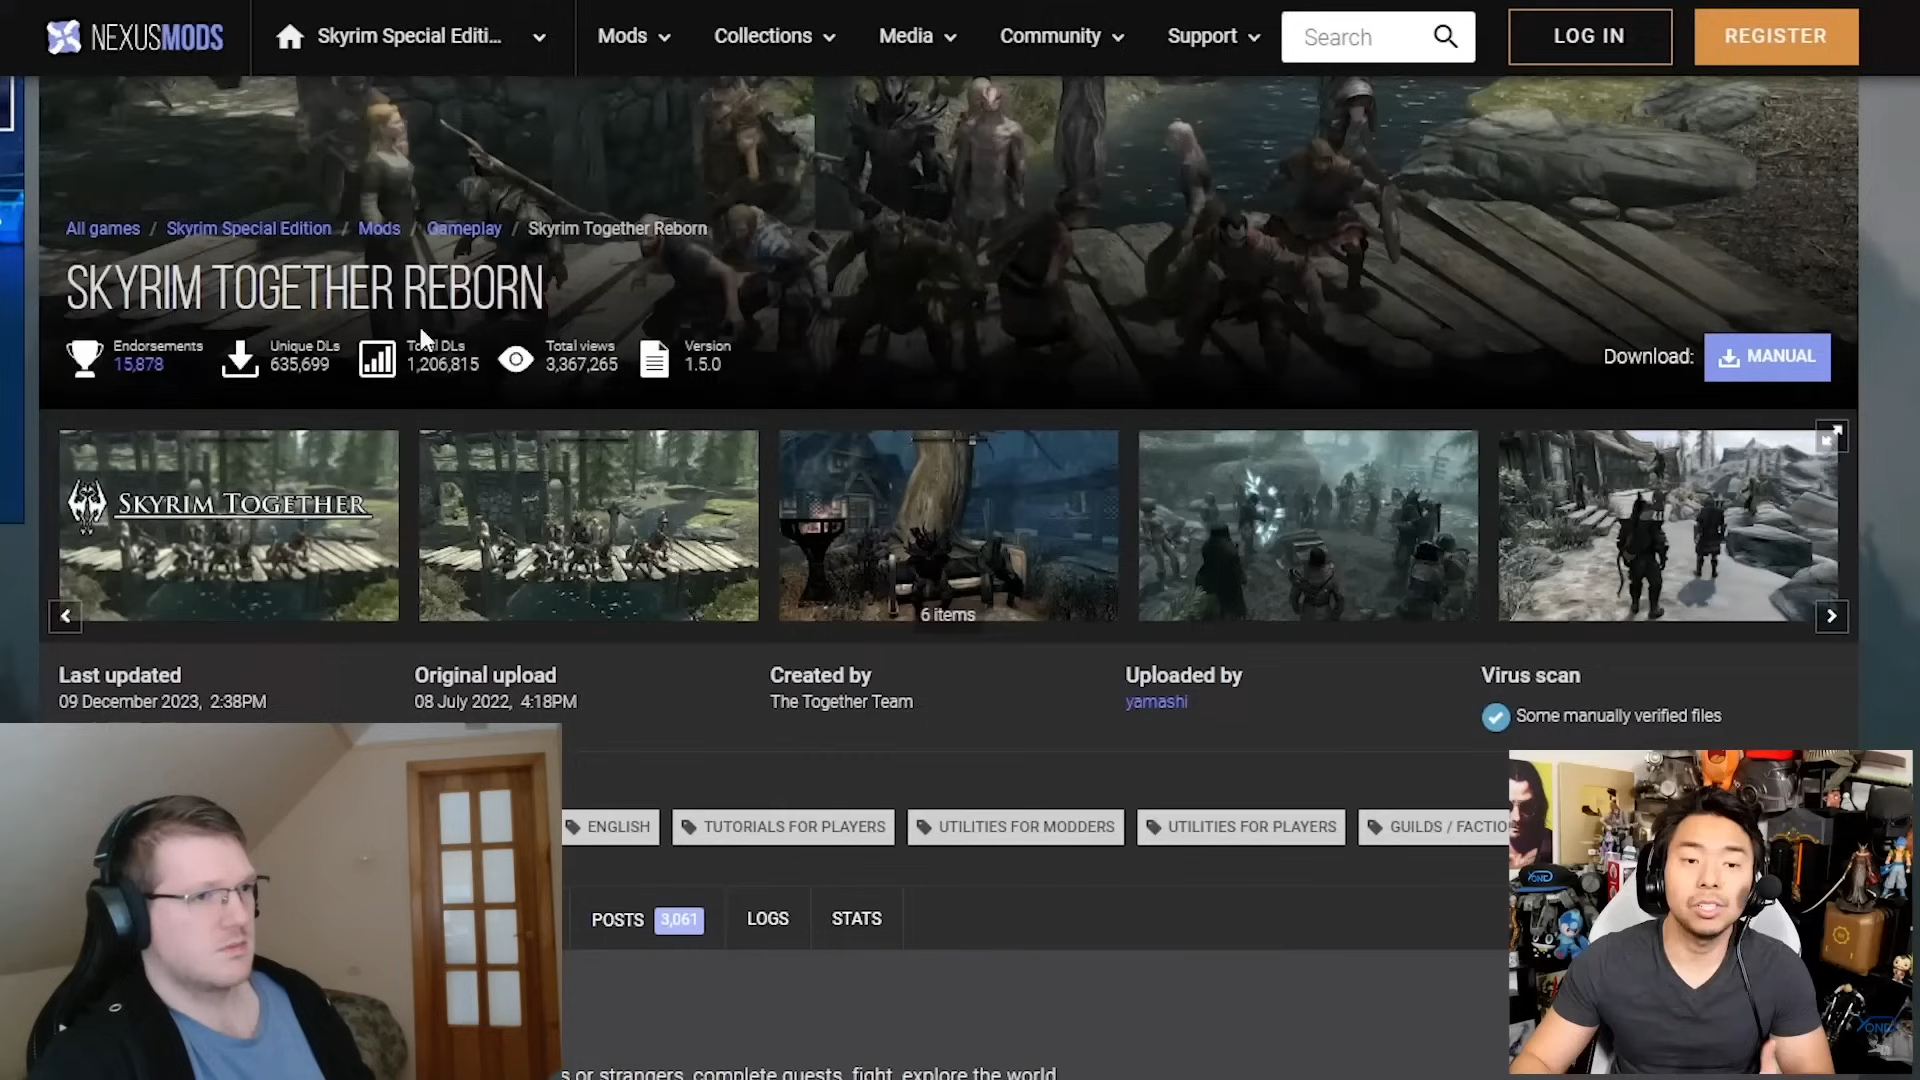 NEXUSMODS
Skyrim Special Editi...
Mods
Collections
Media
Community
Support
Search
LOG IN
REGISTER
All games / Skyrim Special Edition / Mods / Gameplay / Skyrim Together Reborn
SKYRIM TOGETHER REBORN
Endorsements
15,878
Unique DLs
635,699
Total DLs
1,206,815
Total views
3,367,265
Version
1.5.0
Download:
MANUAL
SKYRIM TOGETHER
6 items
Last updated
09 December 2023, 2:38PM
Original upload
08 July 2022, 4:18PM
Created by
The Together Team
Uploaded by
yamashi
Virus scan
Some manually verified files
ENGLISH
TUTORIALS FOR PLAYERS
UTILITIES FOR MODDERS
UTILITIES FOR PLAYERS
GUILDS / FACTIO
POSTS 3,061
LOGS
STATS
s or strangers, complete quests, fight, explore the world